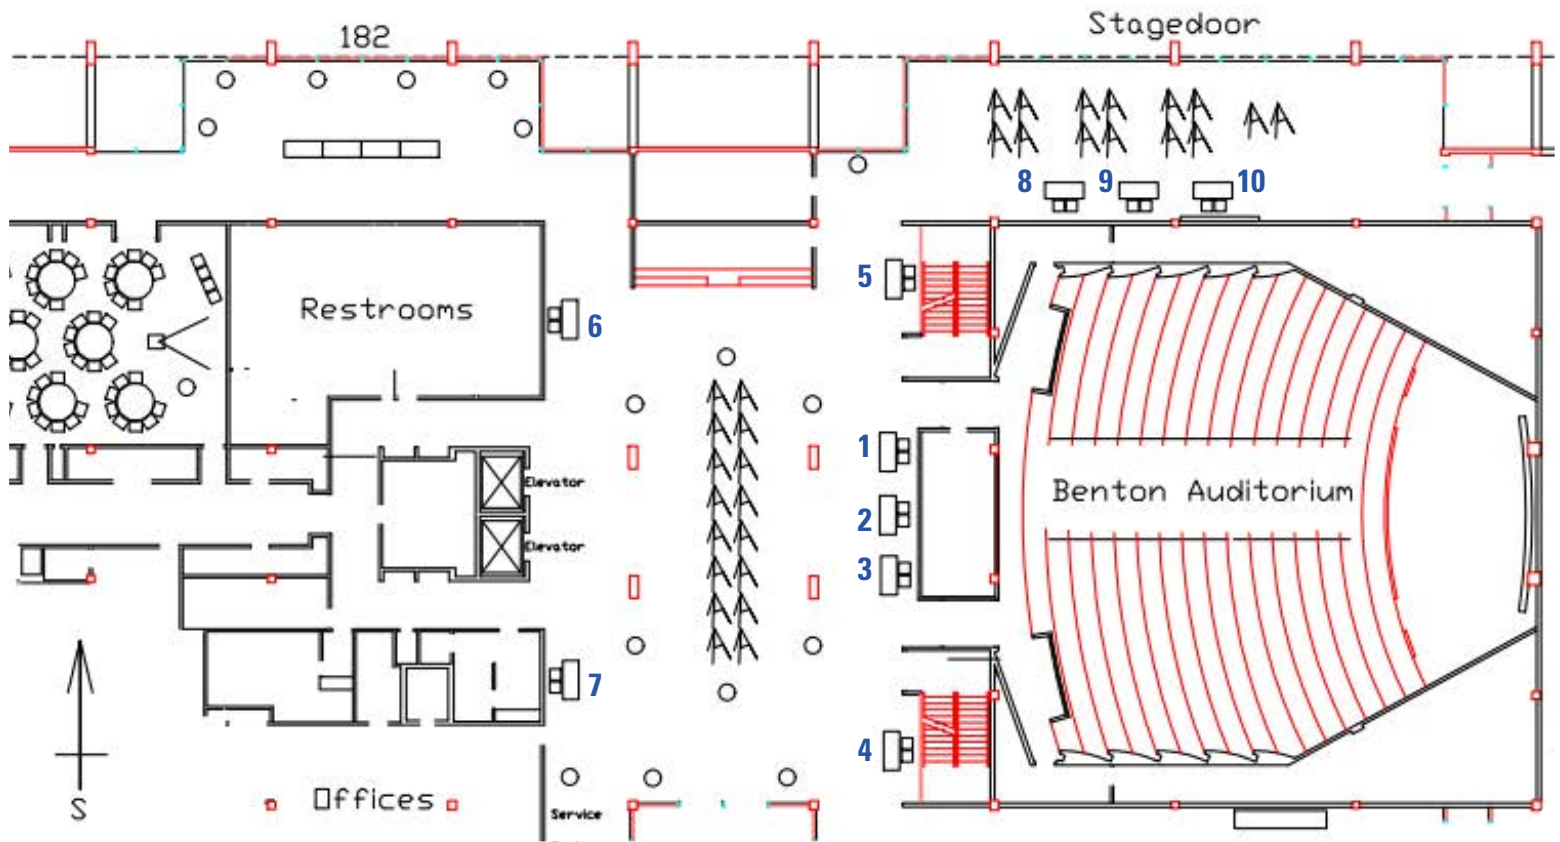 182
Stagedoor
8
9
10
5
Restrooms
6
1
Elevator
Benton Auditorium
2
Elevator
3
7
4
S
Offices
Service